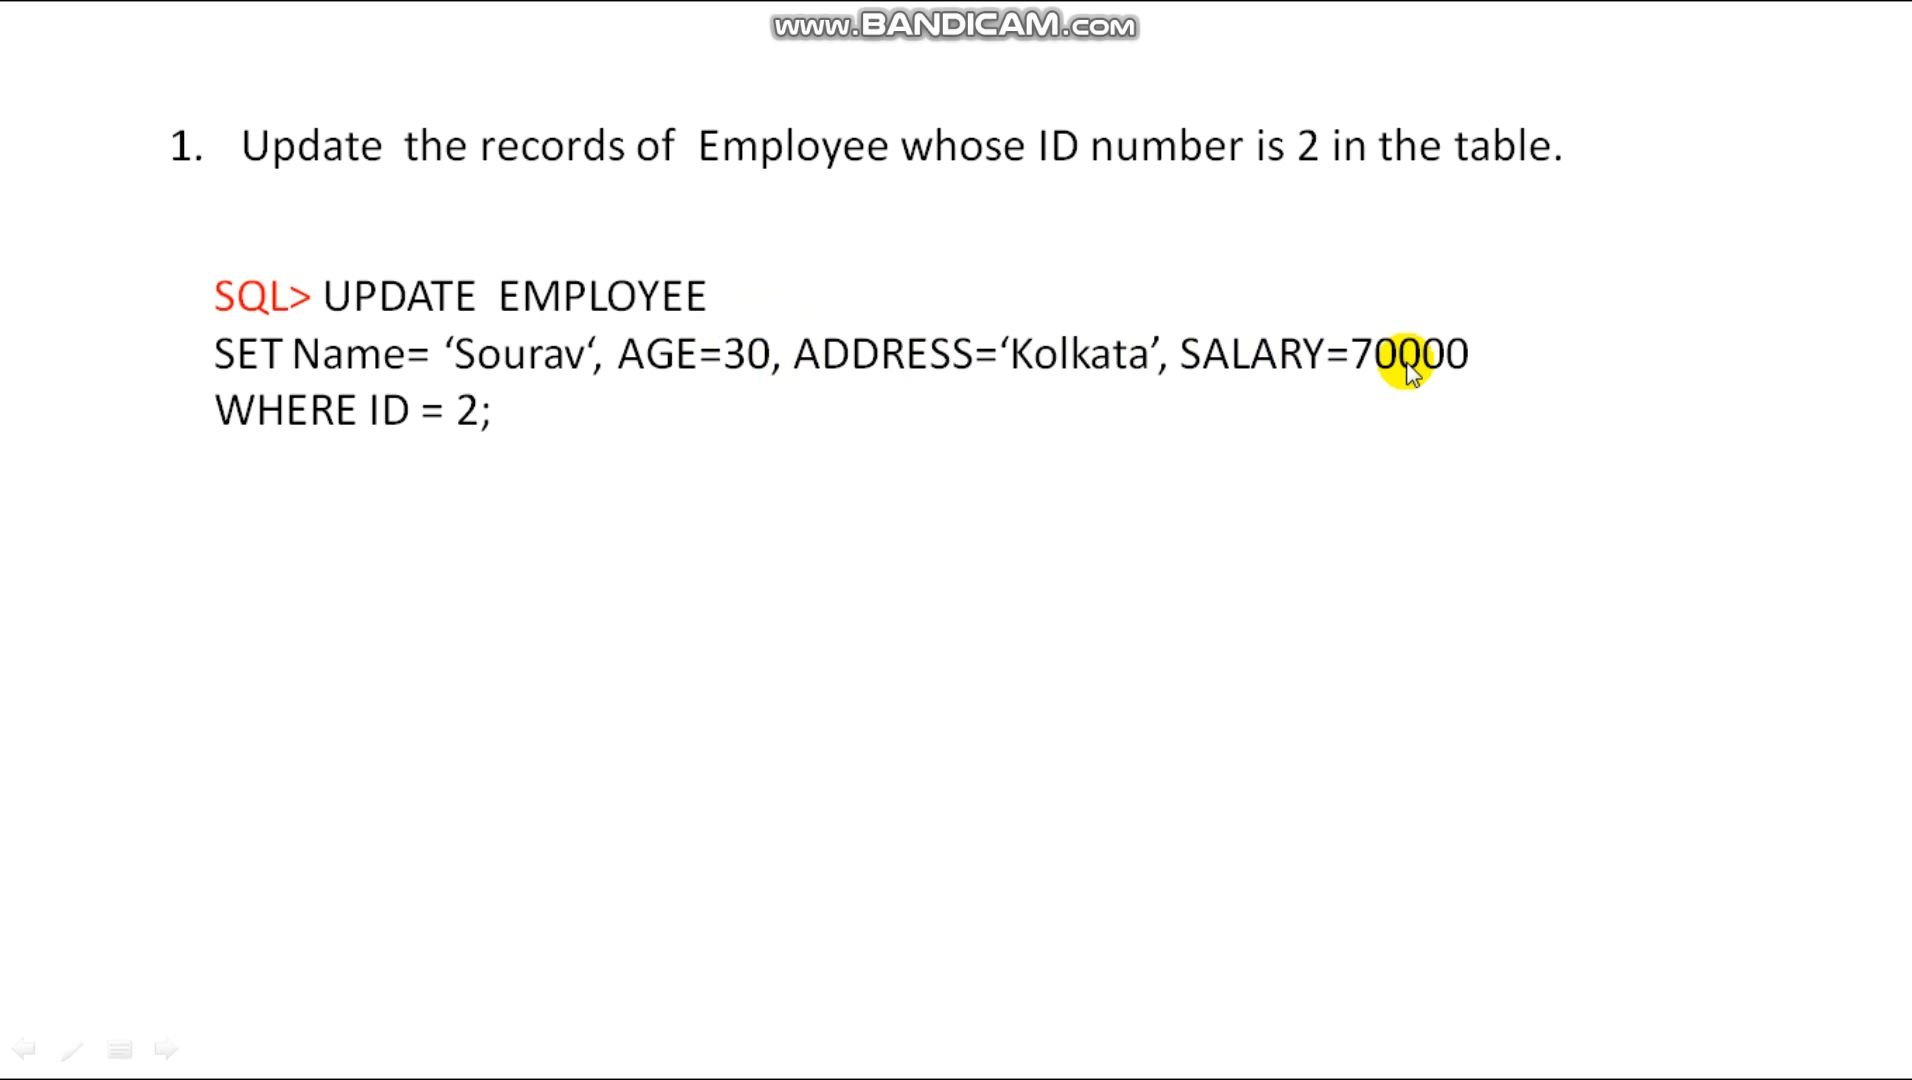 www.BANDICAM.com
1. Update the records of Employee whose ID number is 2 in the table.
SQL> UPDATE EMPLOYEE
SET Name= ‘Sourav‘, AGE=30, ADDRESS=‘Kolkata’, SALARY=70000
WHERE ID = 2;